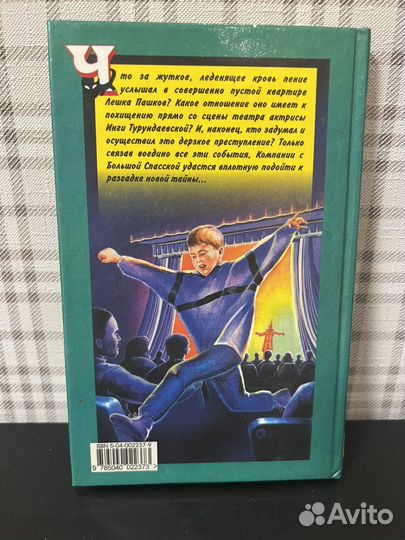 Что за жуткое, леденящее кровь пение
услышал в совершенно пустой квартире
Лешка Пашков? Какое отношение оно имеет к
похищению прямо со сцены театра актрисы
Инги Турундаевской? И, наконец, кто задумал и
осуществил это дерзкое преступление? Только
связав воедино все эти события, Компании с
Большой Спасской удастся вплотную подойти к
разгадке новой тайны...
ISBN 5-04-002237-9
9 785040 022373 >
Avito